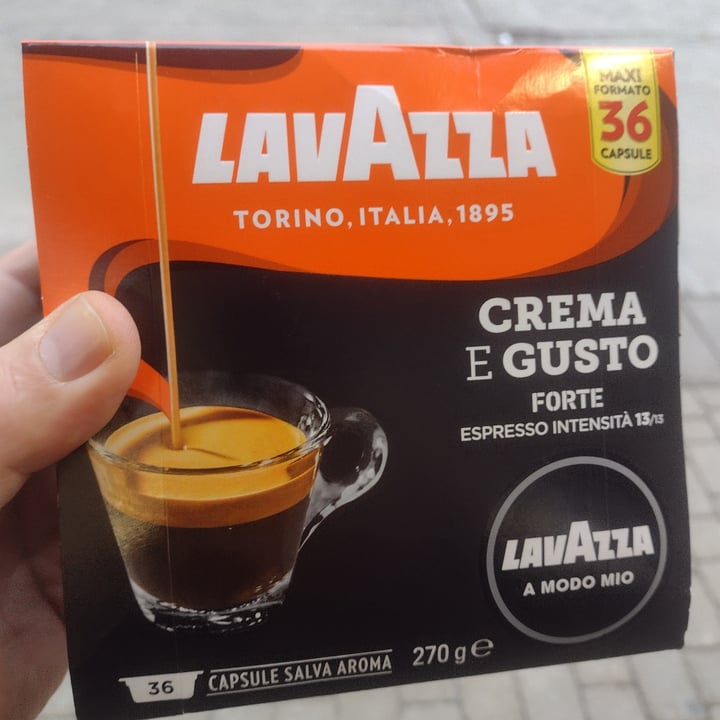 LAVAZZA
TORINO, ITALIA, 1895
MAXI
FORMATO
36
CAPSULE
CREMA
E GUSTO
FORTE
ESPRESSO INTENSITÀ 13/13
LAVAZZA
A MODO MIO
36 CAPSULE SALVA AROMA 270 g ℮